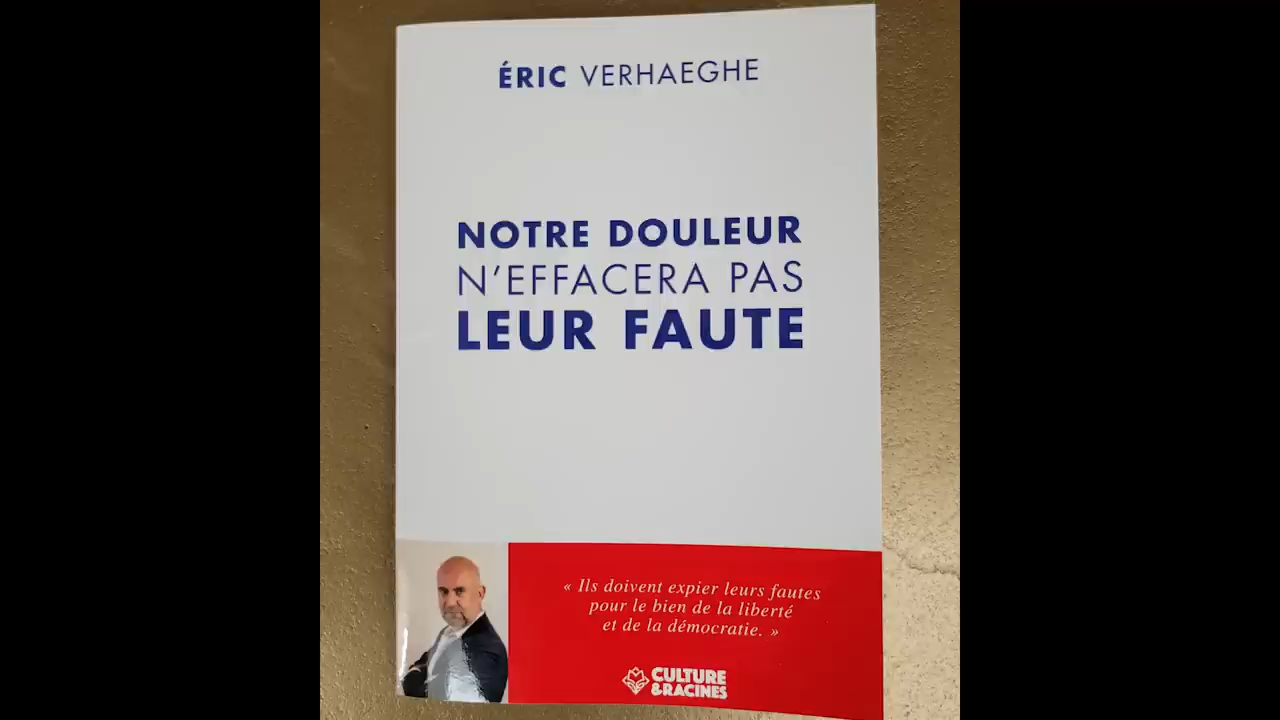 ÉRIC VERHAEGHE
NOTRE DOULEUR
N'EFFACERA PAS
LEUR FAUTE
« Ils doivent expier leurs fautes
pour le bien de la liberté
et de la démocratie. »
CULTURE
&RACINES